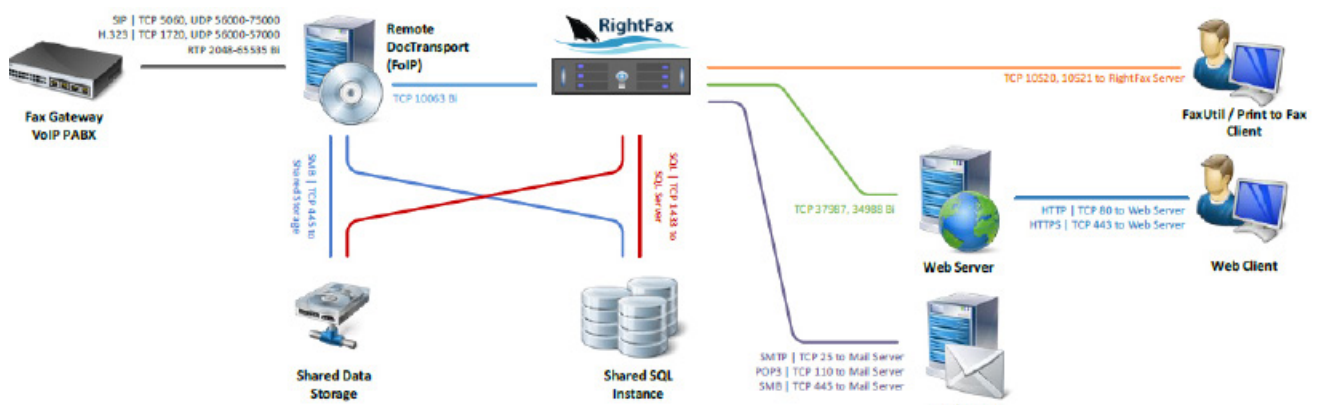 SIP | TCP 5060, UDP 56000-75000
H.323 | TCP 1720, UDP 56000-57000
RTP 2048-65535 Bi
Fax Gateway
VoIP PABX
Remote
DocTransport
(FoIP)
TCP 10063 Bi
RightFax
TCP 10520, 10521 to RightFax Server
FaxUtil / Print to Fax
Client
SMB | TCP 445 to
Shared Storage
SQL | TCP 1433 to
SQL Server
TCP 37987, 34988 Bi
Web Server
HTTP | TCP 80 to Web Server
HTTPS | TCP 443 to Web Server
Web Client
Shared Data
Storage
Shared SQL
Instance
SMTP | TCP 25 to Mail Server
POP3 | TCP 110 to Mail Server
SMB | TCP 445 to Mail Server